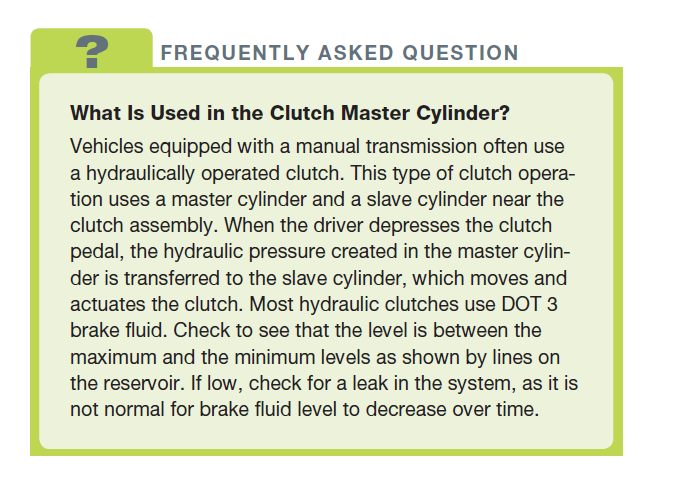 ?
FREQUENTLY ASKED QUESTION
What Is Used in the Clutch Master Cylinder?
Vehicles equipped with a manual transmission often use
a hydraulically operated clutch. This type of clutch opera-
tion uses a master cylinder and a slave cylinder near the
clutch assembly. When the driver depresses the clutch
pedal, the hydraulic pressure created in the master cylin-
der is transferred to the slave cylinder, which moves and
actuates the clutch. Most hydraulic clutches use DOT 3
brake fluid. Check to see that the level is between the
maximum and the minimum levels as shown by lines on
the reservoir. If low, check for a leak in the system, as it is
not normal for brake fluid level to decrease over time.